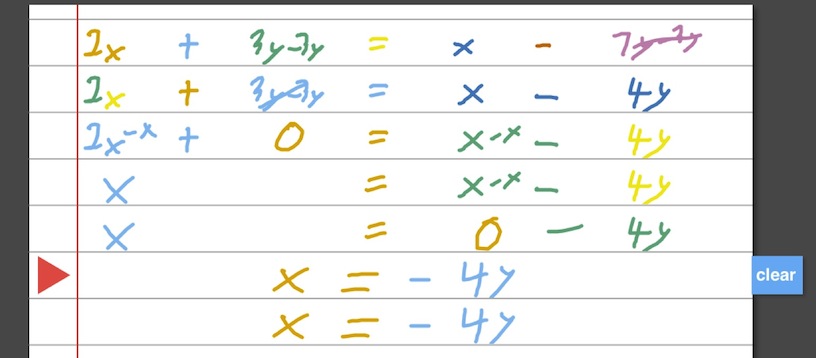 2x + 3y-3y = x - 7y-3y
2x + 3y-3y = x - 4y
2x-x + 0 = x-x - 4y
x = x-x - 4y
x = 0 - 4y
x = - 4y
clear
x = - 4y